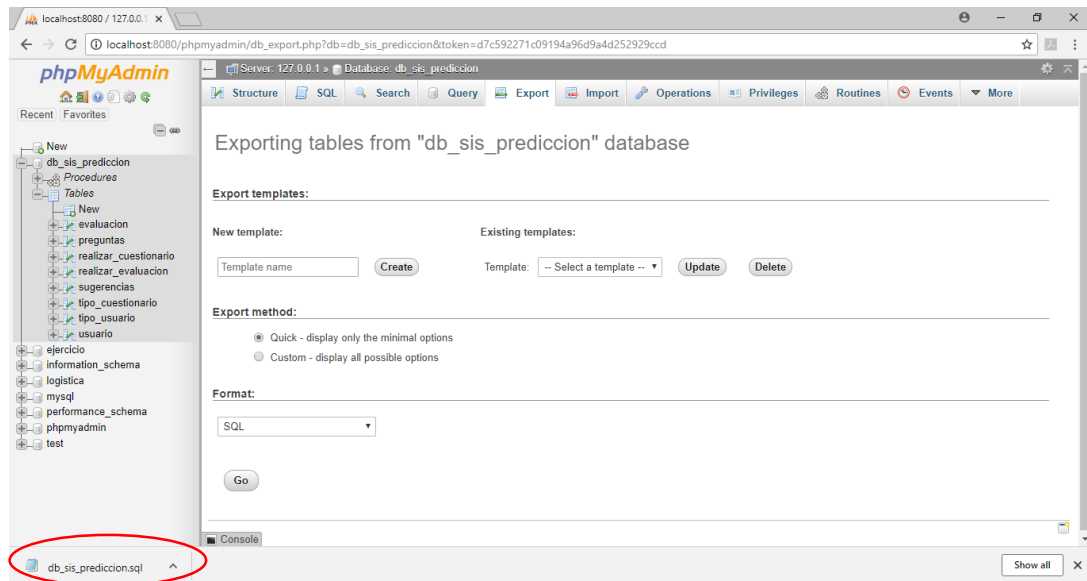 localhost:8080 / 127.0.0.1
localhost:8080/phpmyadmin/db_export.php?db=db_sis_prediccion&token=d7c592271c09194a96d9a4d252929ccd
phpMyAdmin
Recent Favorites
New
db_sis_prediccion
Procedures
Tables
New
evaluacion
preguntas
realizar_cuestionario
realizar_evaluacion
sugerencias
tipo_cuestionario
tipo_usuario
usuario
ejercicio
information_schema
logistica
mysql
performance_schema
phpmyadmin
test
Server: 127.0.0.1 » Database: db_sis_prediccion
Structure SQL Search Query Export Import Operations Privileges Routines Events More
Exporting tables from "db_sis_prediccion" database
Export templates:
New template: Existing templates:
Template name Create Template: -- Select a template -- Update Delete
Export method:
Quick - display only the minimal options
Custom - display all possible options
Format:
SQL
Go
Console
db_sis_prediccion.sql Show all